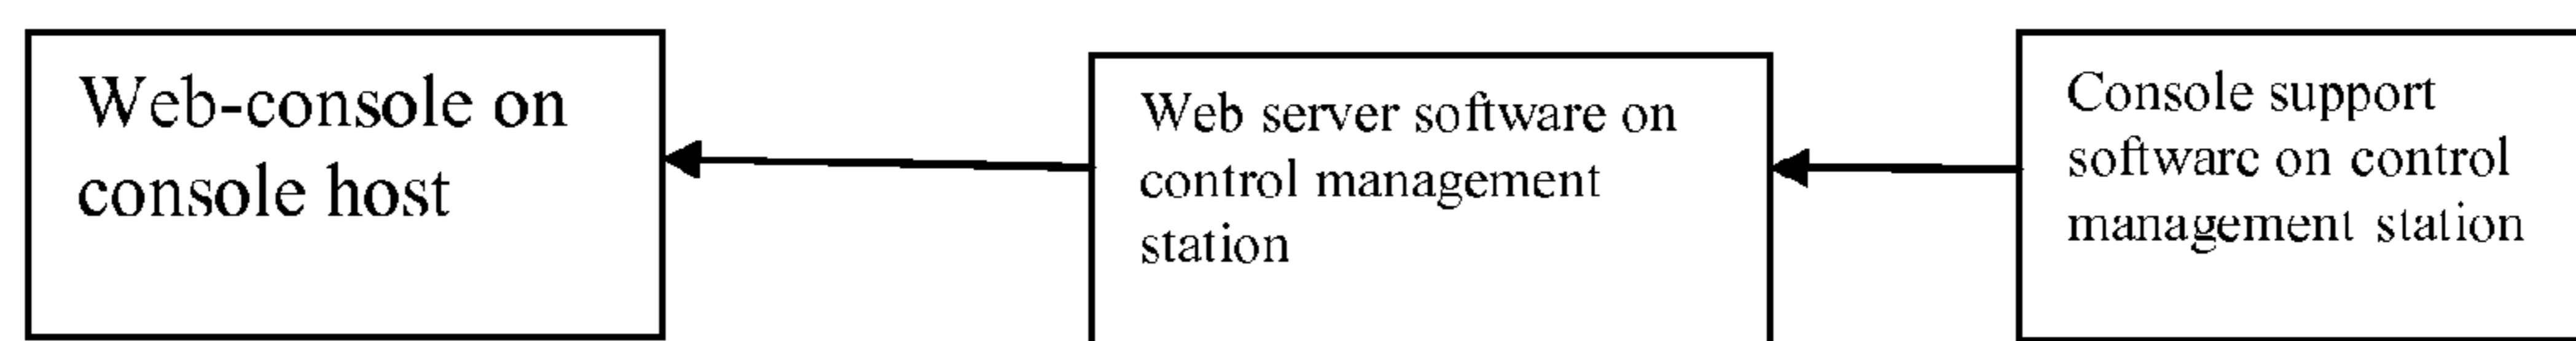 Web-console on
console host
Web server software on
control management
station
Console support
software on control
management station